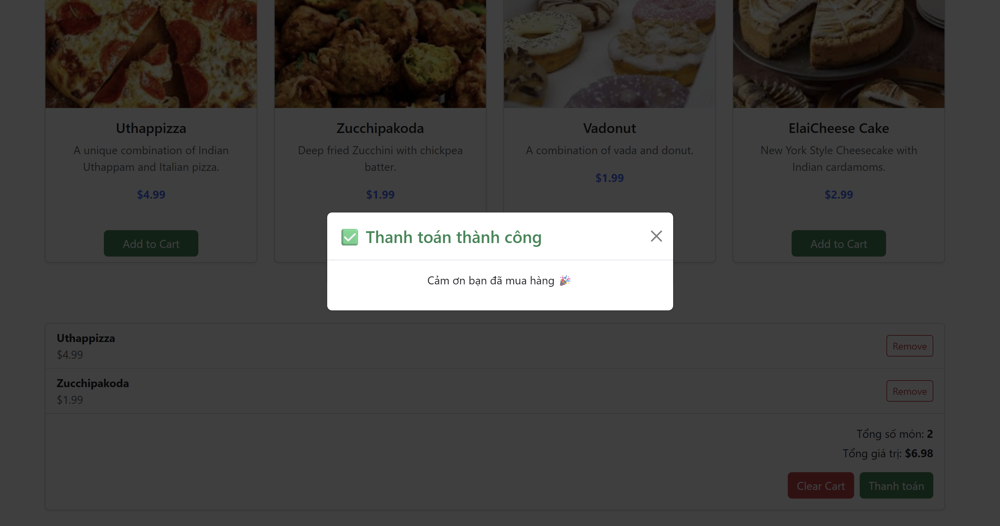 Uthappizza
A unique combination of Indian
Uthappam and Italian pizza.
$4.99
Add to Cart
Zucchipakoda
Deep fried Zucchini with chickpea
batter.
$1.99
Vadonut
A combination of vada and donut.
$1.99
ElaiCheese Cake
New York Style Cheesecake with
Indian cardamoms.
$2.99
Add to Cart
✅ Thanh toán thành công
Cảm ơn bạn đã mua hàng 🎉
Uthappizza
$4.99
Remove
Zucchipakoda
$1.99
Remove
Tổng số món: 2
Tổng giá trị: $6.98
Clear Cart
Thanh toán